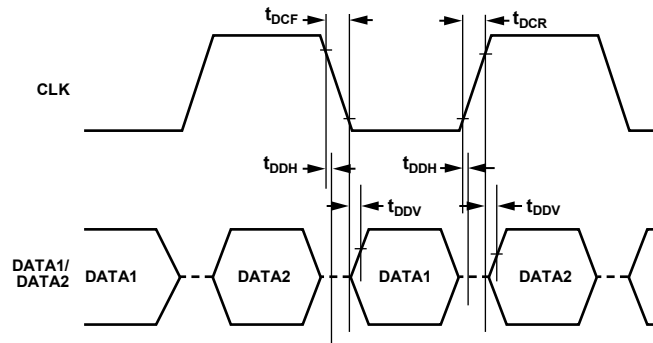 tDCF
tDCR
CLK
tDDH
tDDH
tDDV
tDDV
DATA1/
DATA2
DATA1
DATA2
DATA1
DATA2